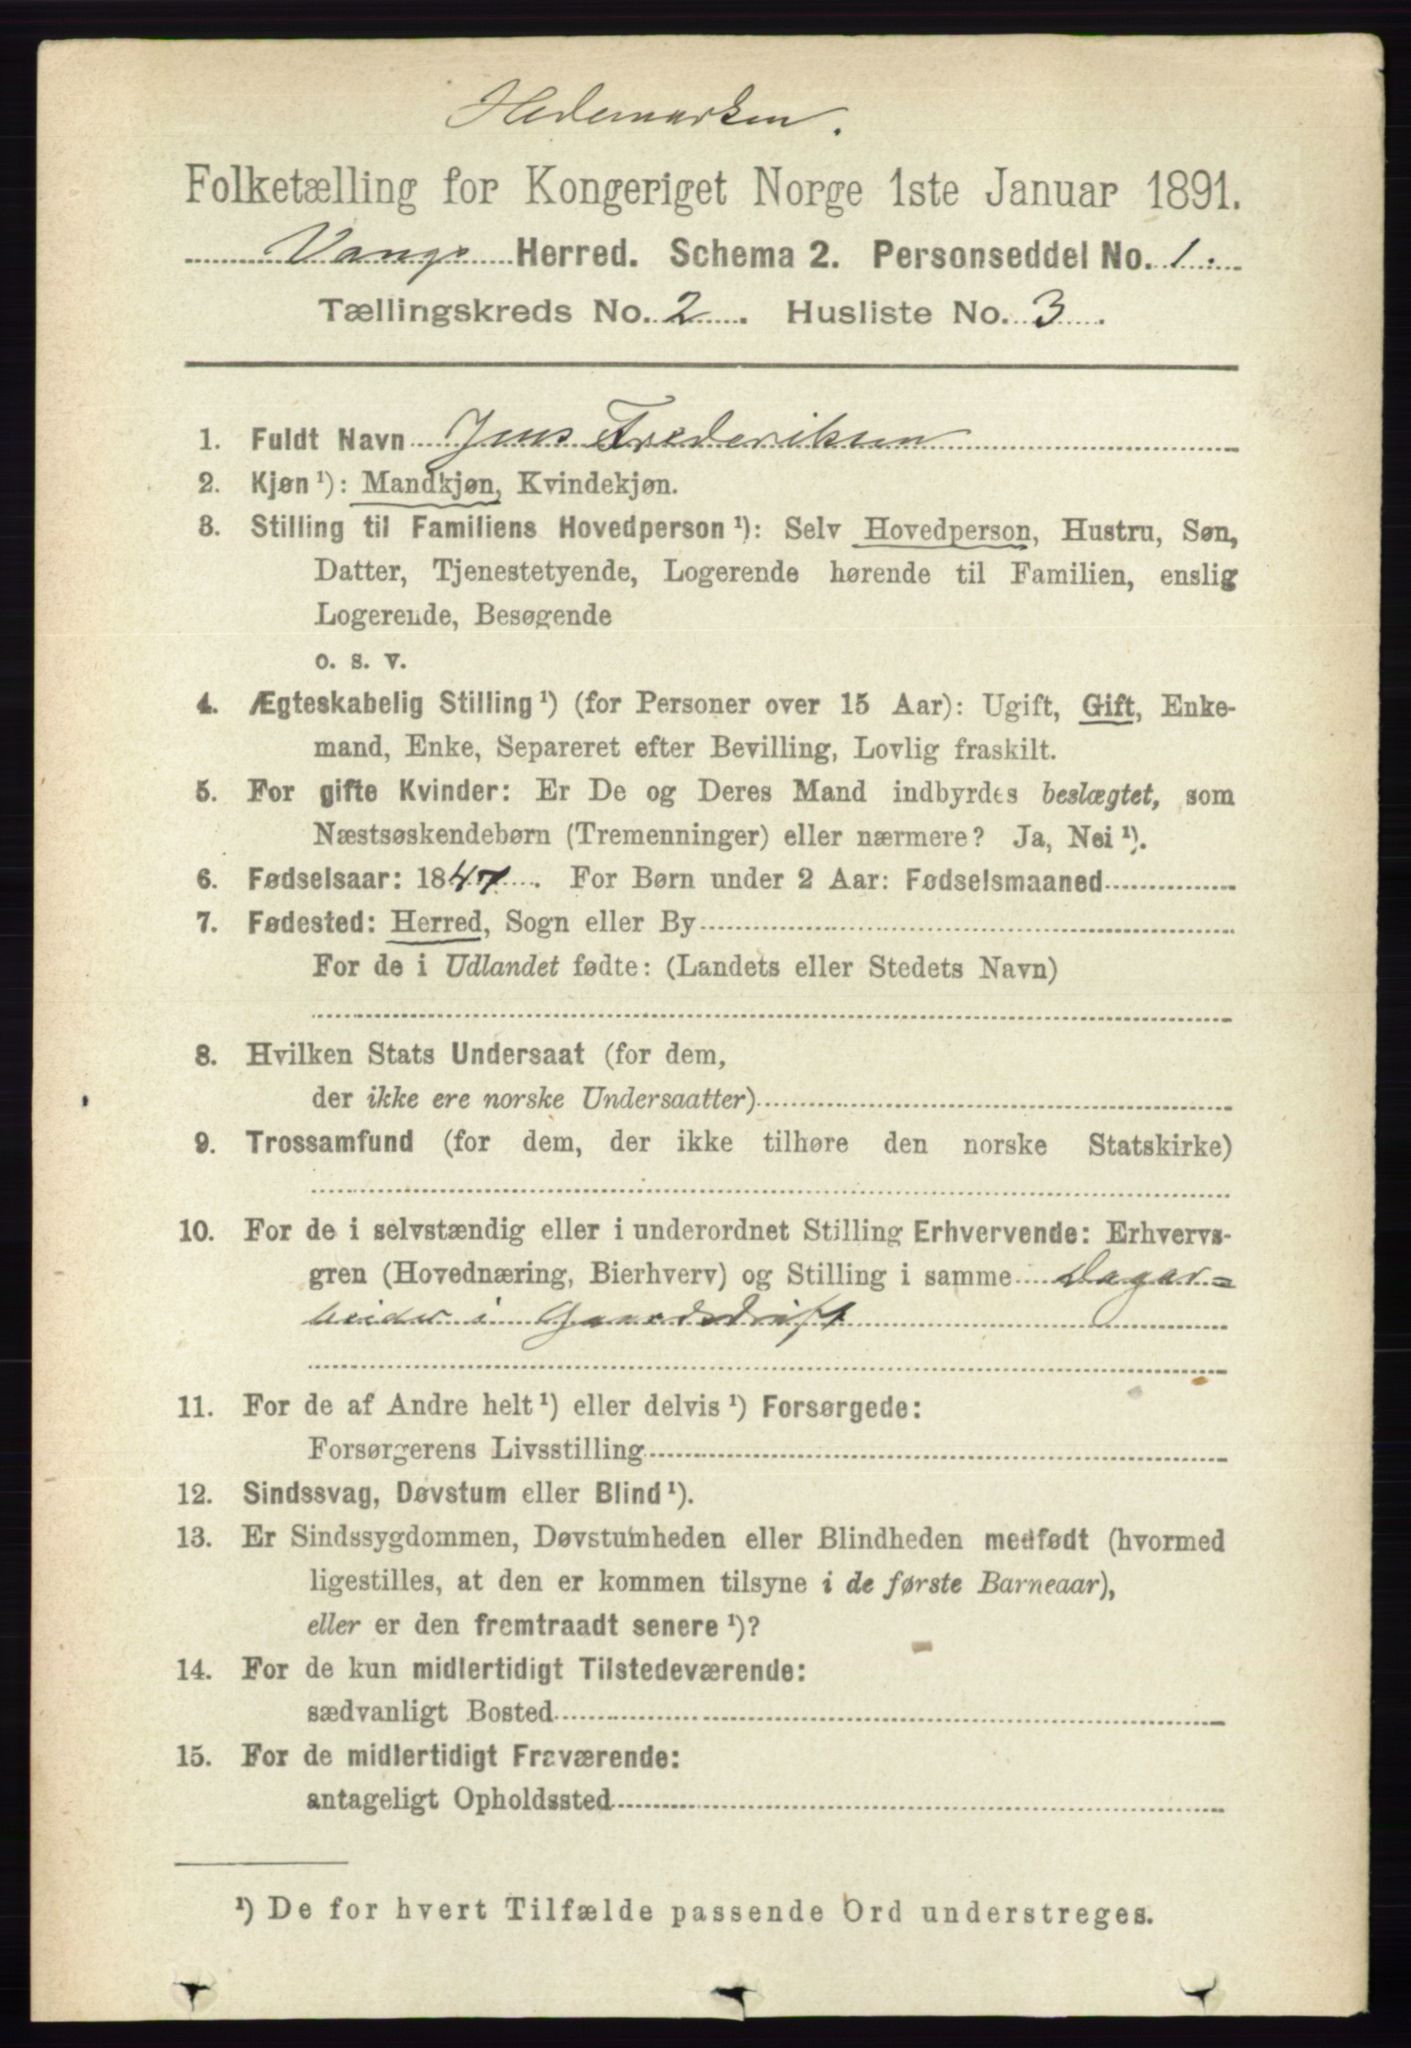 Hedemarken.
Folketælling for Kongeriget Norge 1ste Januar 1891.
Vangs Herred. Schema 2. Personseddel No. 1.
Tællingskreds No. 2. Husliste No. 3.
1. Fuldt Navn Jens Frederiksen
2. Kjøn ¹): Mandkjøn, Kvindekjøn.
3. Stilling til Familiens Hovedperson ¹): Selv Hovedperson, Hustru, Søn,
Datter, Tjenestetyende, Logerende hørende til Familien, enslig
Logerende, Besøgende
o. s. v.
4. Ægteskabelig Stilling ¹) (for Personer over 15 Aar): Ugift, Gift, Enke-
mand, Enke, Separeret efter Bevilling, Lovlig fraskilt.
5. For gifte Kvinder: Er De og Deres Mand indbyrdes beslægtet, som
Næstsøskendebørn (Tremenninger) eller nærmere? Ja, Nei ¹).
6. Fødselsaar: 1847. For Børn under 2 Aar: Fødselsmaaned
7. Fødested: Herred, Sogn eller By
For de i Udlandet fødte: (Landets eller Stedets Navn)
8. Hvilken Stats Undersaat (for dem,
der ikke ere norske Undersaatter)
9. Trossamfund (for dem, der ikke tilhøre den norske Statskirke)
10. For de i selvstændig eller i underordnet Stilling Erhvervende: Erhvervs-
gren (Hovednæring, Bierhverv) og Stilling i samme Dagar=
beider i Gaardsdrift
11. For de af Andre helt ¹) eller delvis ¹) Forsørgede:
Forsørgerens Livsstilling
12. Sindssvag, Døvstum eller Blind ¹).
13. Er Sindssygdommen, Døvstumheden eller Blindheden medfødt (hvormed
ligestilles, at den er kommen tilsyne i de første Barneaar),
eller er den fremtraadt senere ¹)?
14. For de kun midlertidigt Tilstedeværende:
sædvanligt Bosted
15. For de midlertidigt Fraværende:
antageligt Opholdssted
¹) De for hvert Tilfælde passende Ord understreges.